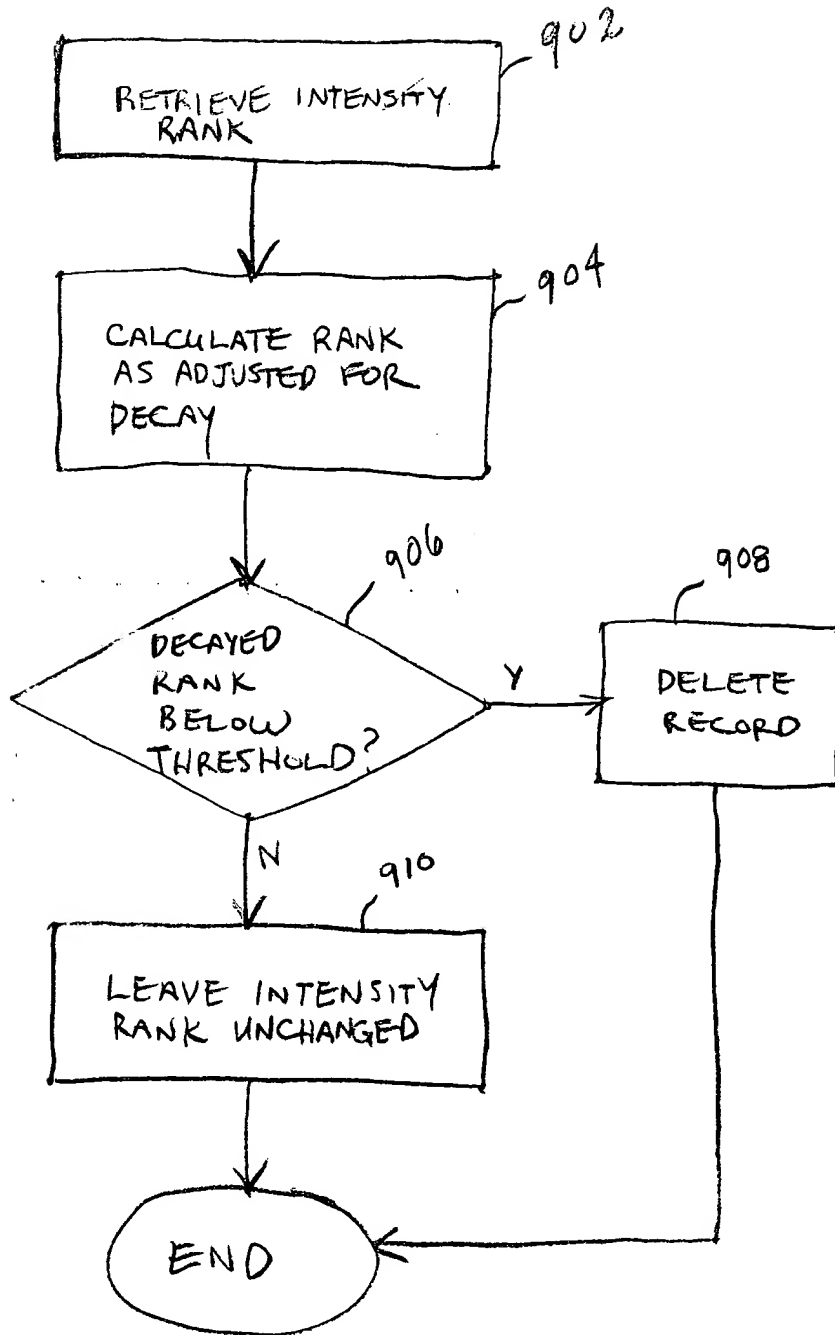 902
RETRIEVE INTENSITY
RANK
904
CALCULATE RANK
AS ADJUSTED FOR
DECAY
906
DECAYED
RANK
BELOW
THRESHOLD?
Y
908
DELETE
RECORD
N
910
LEAVE INTENSITY
RANK UNCHANGED
END